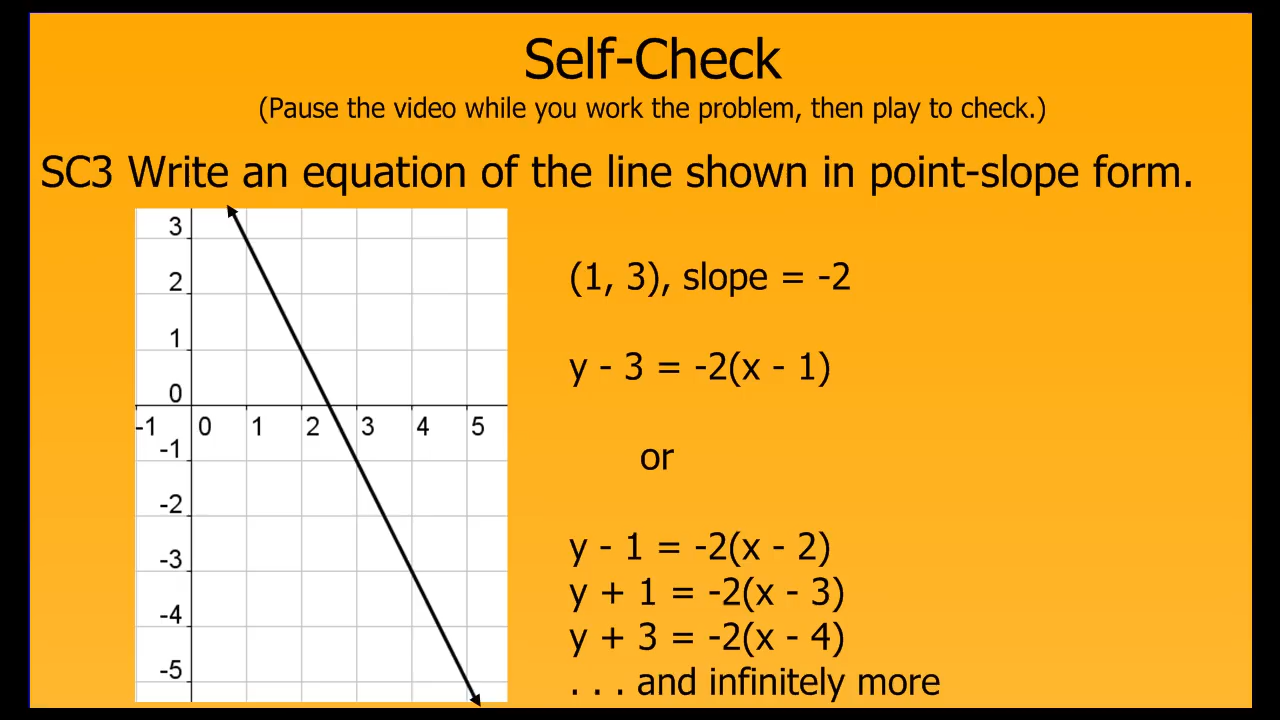 Self-Check
(Pause the video while you work the problem, then play to check.)
SC3 Write an equation of the line shown in point-slope form.
3
2
1
0
-1 0 1 2 3 4 5
-1
-2
-3
-4
-5
(1, 3), slope = -2
y - 3 = -2(x - 1)
or
y - 1 = -2(x - 2)
y + 1 = -2(x - 3)
y + 3 = -2(x - 4)
. . . and infinitely more